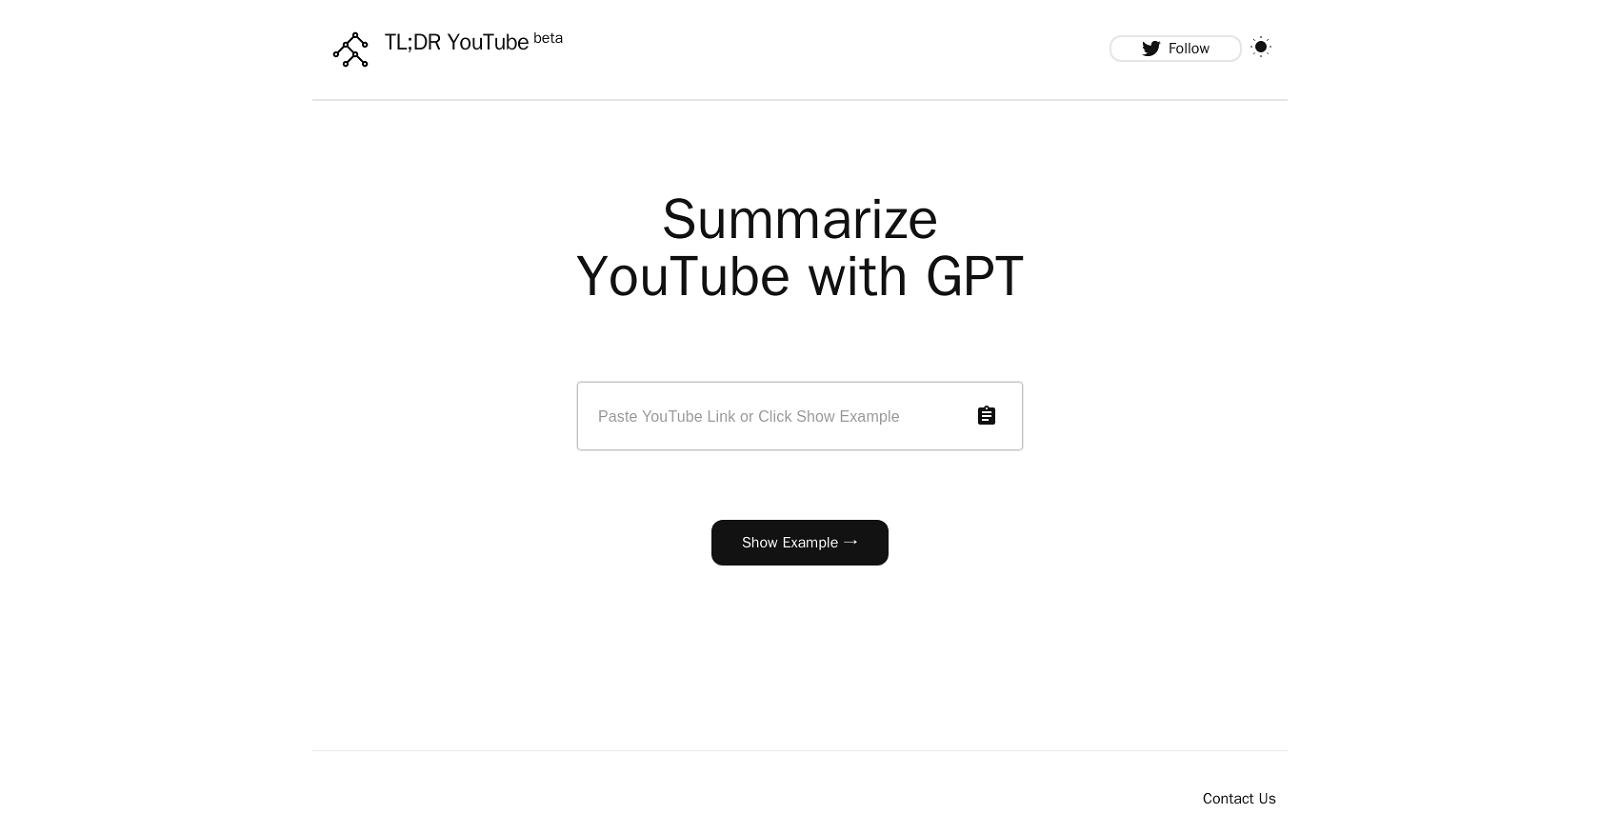 TL;DR YouTube beta
Follow
Summarize
YouTube with GPT
Paste YouTube Link or Click Show Example
Show Example →
Contact Us